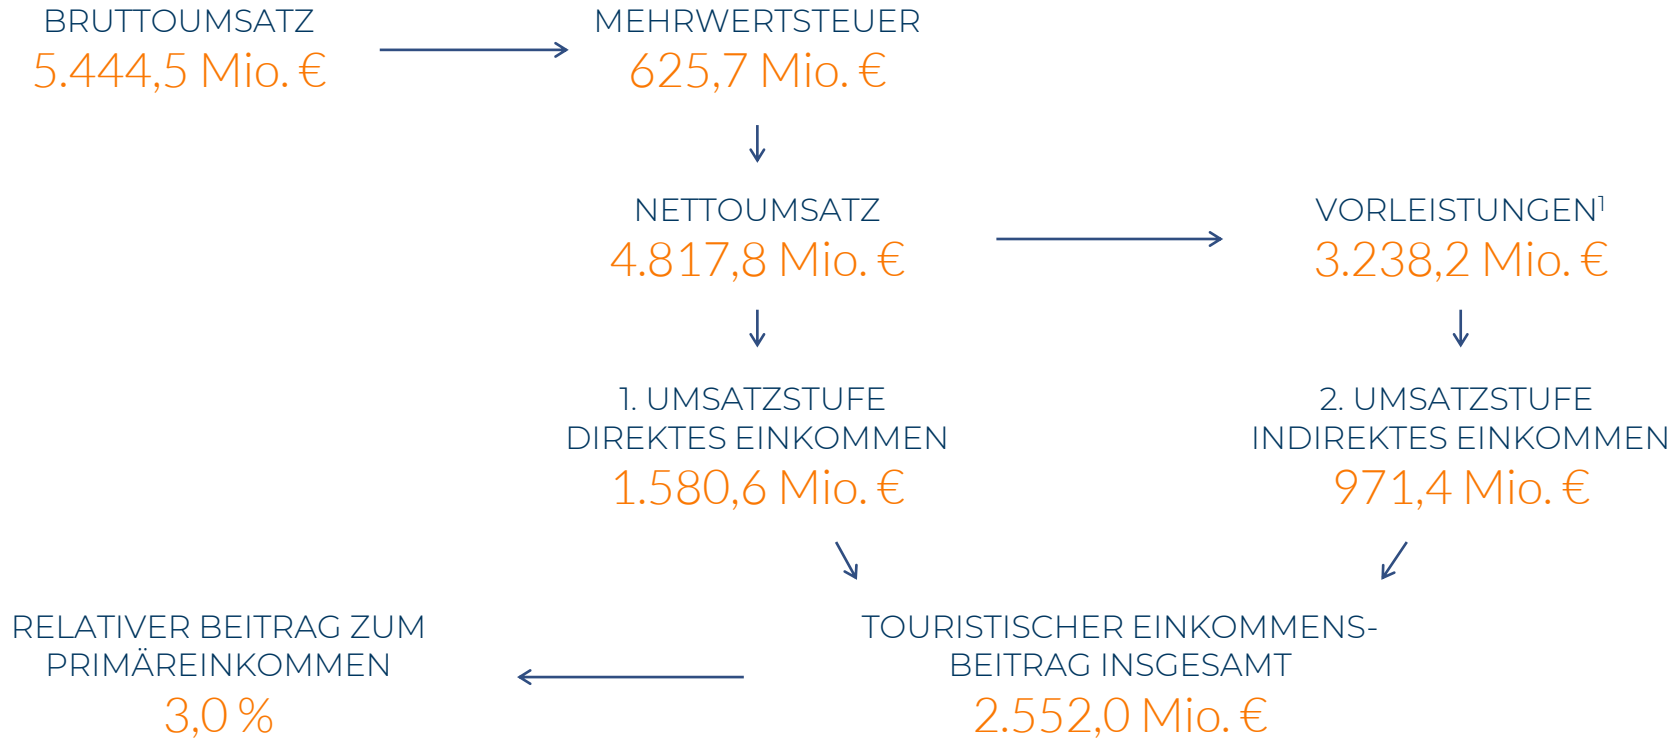 BRUTTOUMSATZ
5.444,5 Mio. €
MEHRWERTSTEUER
625,7 Mio. €
NETTOUMSATZ
4.817,8 Mio. €
VORLEISTUNGEN¹
3.238,2 Mio. €
1. UMSATZSTUFE
DIREKTES EINKOMMEN
1.580,6 Mio. €
2. UMSATZSTUFE
INDIREKTES EINKOMMEN
971,4 Mio. €
RELATIVER BEITRAG ZUM
PRIMÄREINKOMMEN
3,0 %
TOURISTISCHER EINKOMMENS-
BEITRAG INSGESAMT
2.552,0 Mio. €